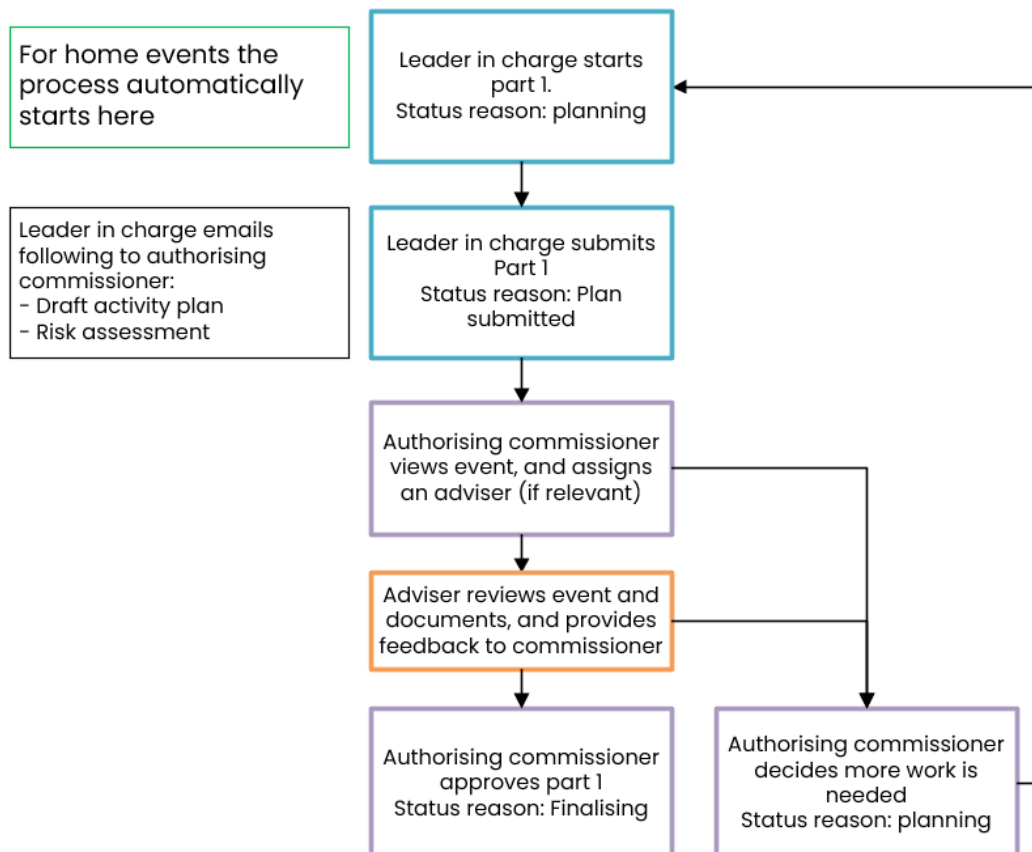 For home events the
process automatically
starts here
Leader in charge starts
part 1.
Status reason: planning
Leader in charge emails
following to authorising
commissioner:
- Draft activity plan
- Risk assessment
Leader in charge submits
Part 1
Status reason: Plan
submitted
Authorising commissioner
views event, and assigns
an adviser (if relevant)
Adviser reviews event and
documents, and provides
feedback to commissioner
Authorising commissioner
approves part 1
Status reason: Finalising
Authorising commissioner
decides more work is
needed
Status reason: planning